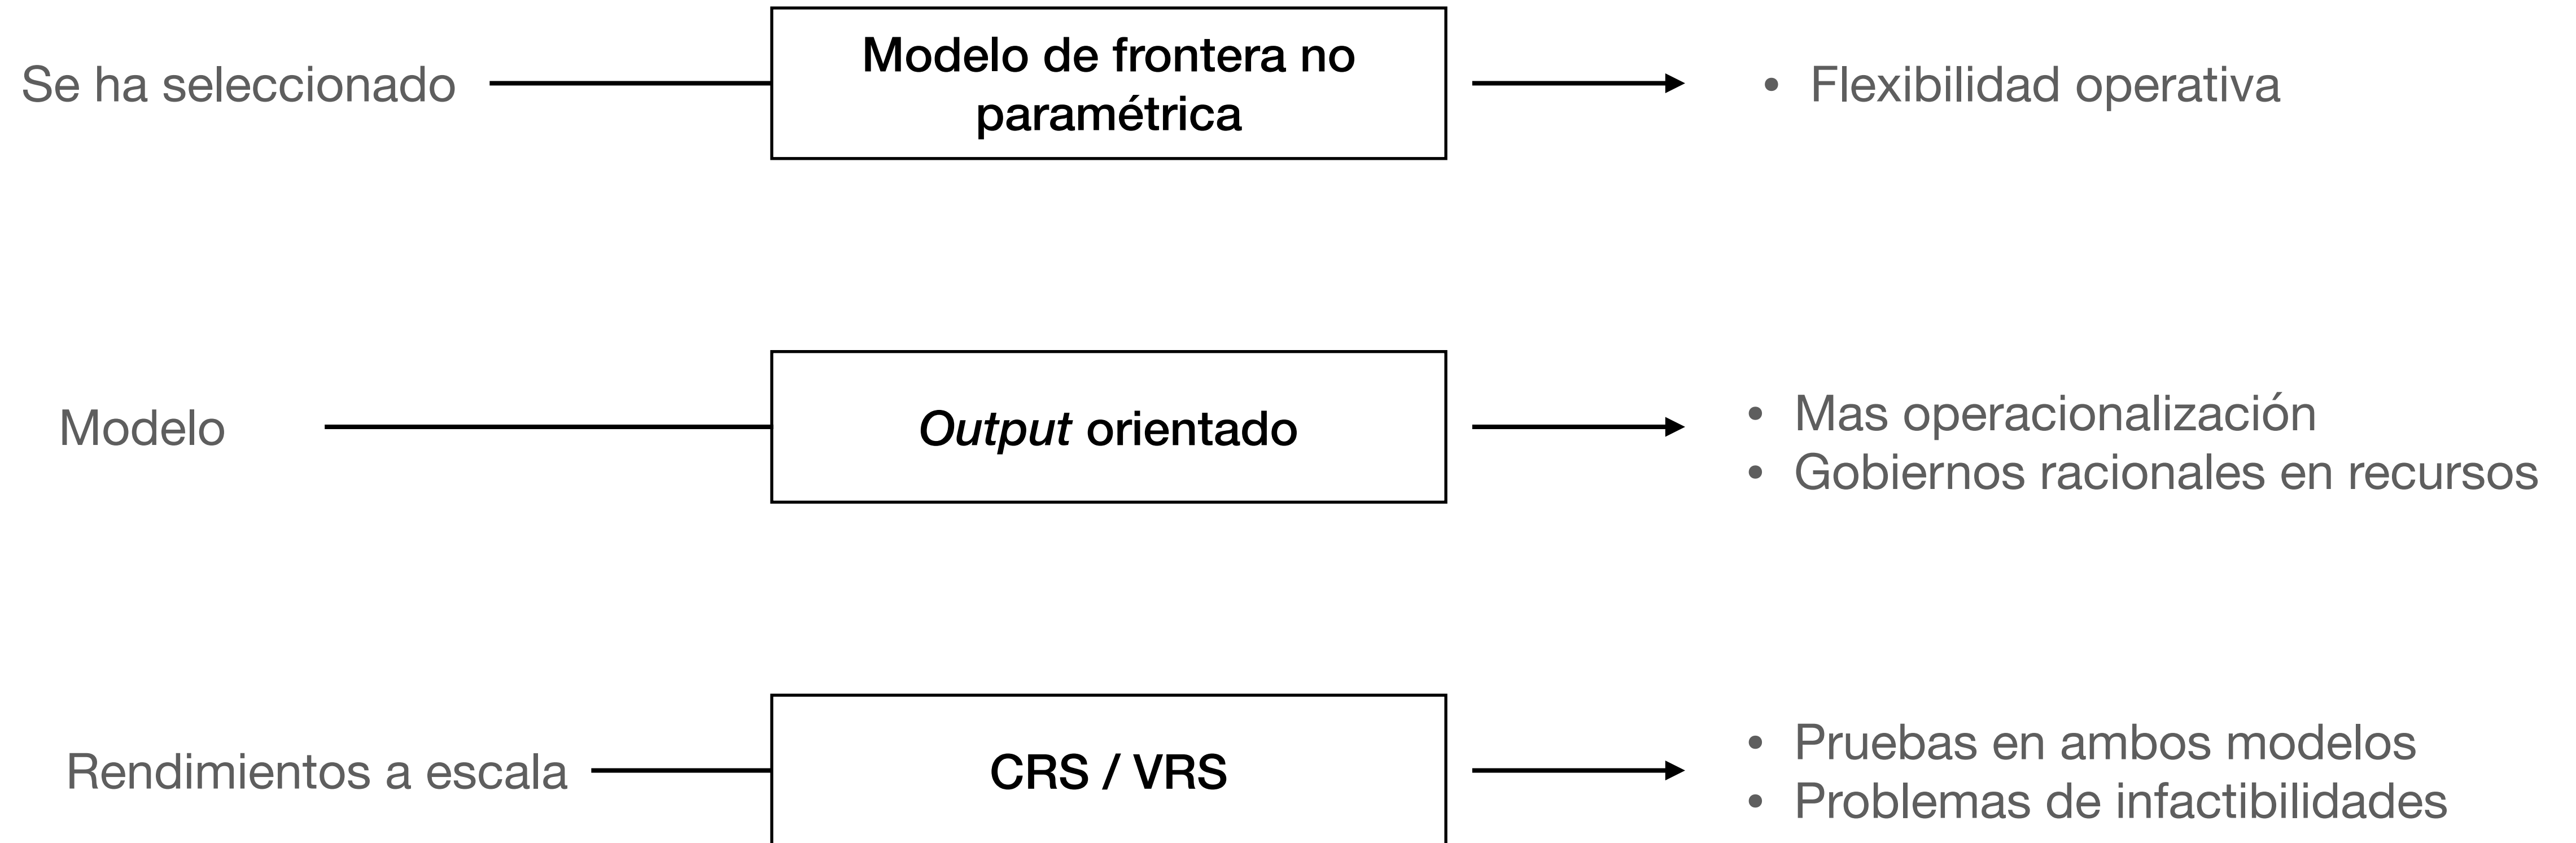 Se ha seleccionado
Modelo de frontera no
paramétrica
• Flexibilidad operativa
Modelo
Output orientado
• Mas operacionalización
• Gobiernos racionales en recursos
Rendimientos a escala
CRS / VRS
• Pruebas en ambos modelos
• Problemas de infactibilidades